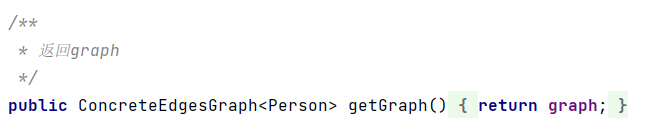 /**
 * 返回graph
 */
public ConcreteEdgesGraph<Person> getGraph() { return graph; }